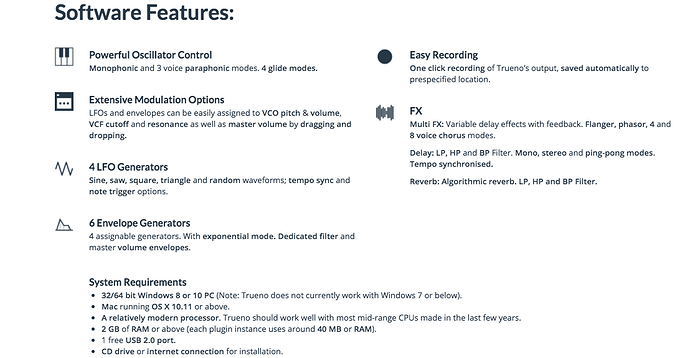 Software Features:
Powerful Oscillator Control
Monophonic and 3 voice paraphonic modes. 4 glide modes.
Extensive Modulation Options
LFOs and envelopes can be easily assigned to VCO pitch & volume,
VCF cutoff and resonance as well as master volume by dragging and
dropping.
4 LFO Generators
Sine, saw, square, triangle and random waveforms; tempo sync and
note trigger options.
6 Envelope Generators
4 assignable generators. With exponential mode. Dedicated filter and
master volume envelopes.
Easy Recording
One click recording of Trueno's output, saved automatically to
prespecified location.
FX
Multi FX: Variable delay effects with feedback. Flanger, phasor, 4 and
8 voice chorus modes.
Delay: LP, HP and BP Filter. Mono, stereo and ping-pong modes.
Tempo synchronised.
Reverb: Algorithmic reverb. LP, HP and BP Filter.
System Requirements
• 32/64 bit Windows 8 or 10 PC (Note: Trueno does not currently work with Windows 7 or below).
• Mac running OS X 10.11 or above.
• A relatively modern processor. Trueno should work well with most mid-range CPUs made in the last few years.
• 2 GB of RAM or above (each plugin instance uses around 40 MB or RAM).
• 1 free USB 2.0 port.
• CD drive or internet connection for installation.